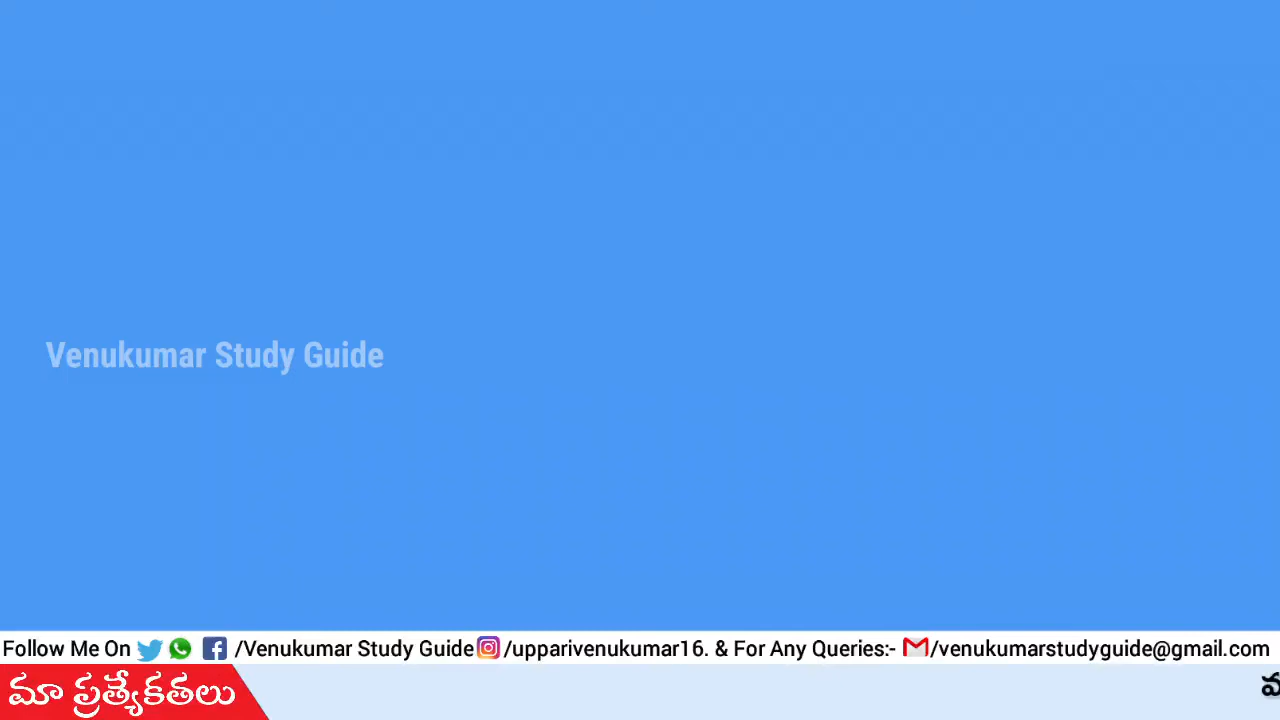 Venukumar Study Guide
Follow Me On /Venukumar Study Guide /upparivenukumar16. & For Any Queries:- /venukumarstudyguide@gmail.com
మా ప్రత్యేకతలు